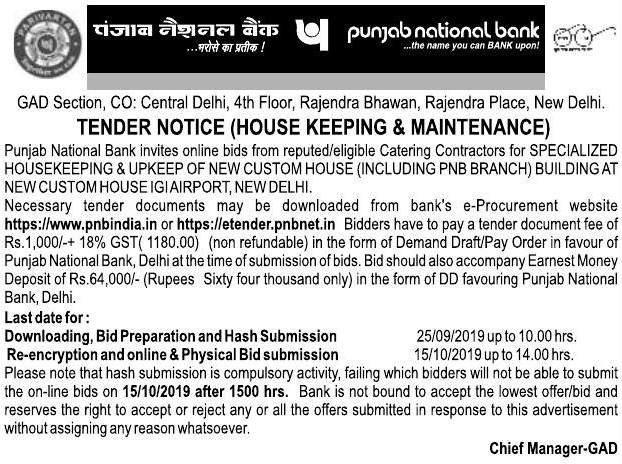 PARIVARTAN
पंजाब नैशनल बैंक
...भरोसे का प्रतीक !
punjab national bank
...the name you can BANK upon!
GAD Section, CO: Central Delhi, 4th Floor, Rajendra Bhawan, Rajendra Place, New Delhi.
TENDER NOTICE (HOUSE KEEPING & MAINTENANCE)
Punjab National Bank invites online bids from reputed/eligible Catering Contractors for SPECIALIZED
HOUSEKEEPING & UPKEEP OF NEW CUSTOM HOUSE (INCLUDING PNB BRANCH) BUILDING AT
NEW CUSTOM HOUSE IGI AIRPORT, NEW DELHI.
Necessary tender documents may be downloaded from bank's e-Procurement website
https://www.pnbindia.in or https://etender.pnbnet.in Bidders have to pay a tender document fee of
Rs.1,000/-+ 18% GST( 1180.00) (non refundable) in the form of Demand Draft/Pay Order in favour of
Punjab National Bank, Delhi at the time of submission of bids. Bid should also accompany Earnest Money
Deposit of Rs.64,000/- (Rupees Sixty four thousand only) in the form of DD favouring Punjab National
Bank, Delhi.
Last date for :
Downloading, Bid Preparation and Hash Submission 25/09/2019 up to 10.00 hrs.
Re-encryption and online & Physical Bid submission 15/10/2019 up to 14.00 hrs.
Please note that hash submission is compulsory activity, failing which bidders will not be able to submit
the on-line bids on 15/10/2019 after 1500 hrs. Bank is not bound to accept the lowest offer/bid and
reserves the right to accept or reject any or all the offers submitted in response to this advertisement
without assigning any reason whatsoever.
Chief Manager-GAD